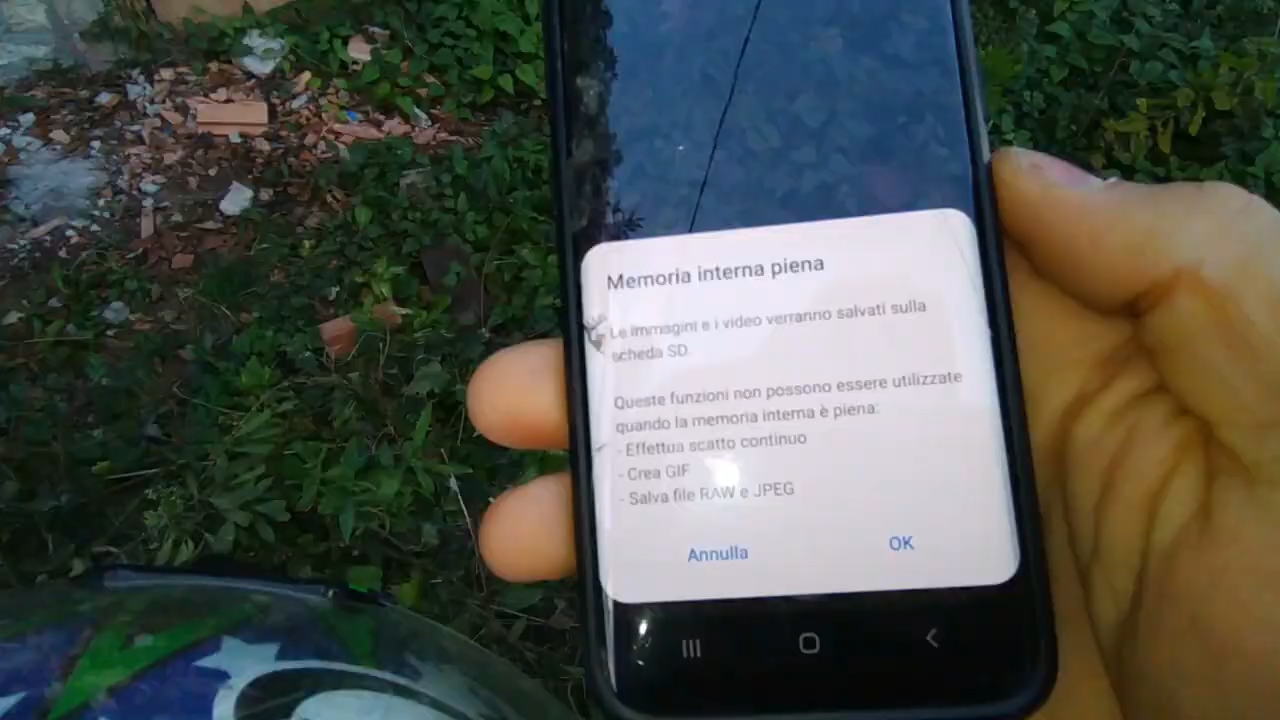 Memoria interna piena
Le immagini e i video verranno salvati sulla
scheda SD.
Queste funzioni non possono essere utilizzate
quando la memoria interna è piena:
- Effettua scatto continuo
- Crea GIF
- Salva file RAW e JPEG
Annulla
OK